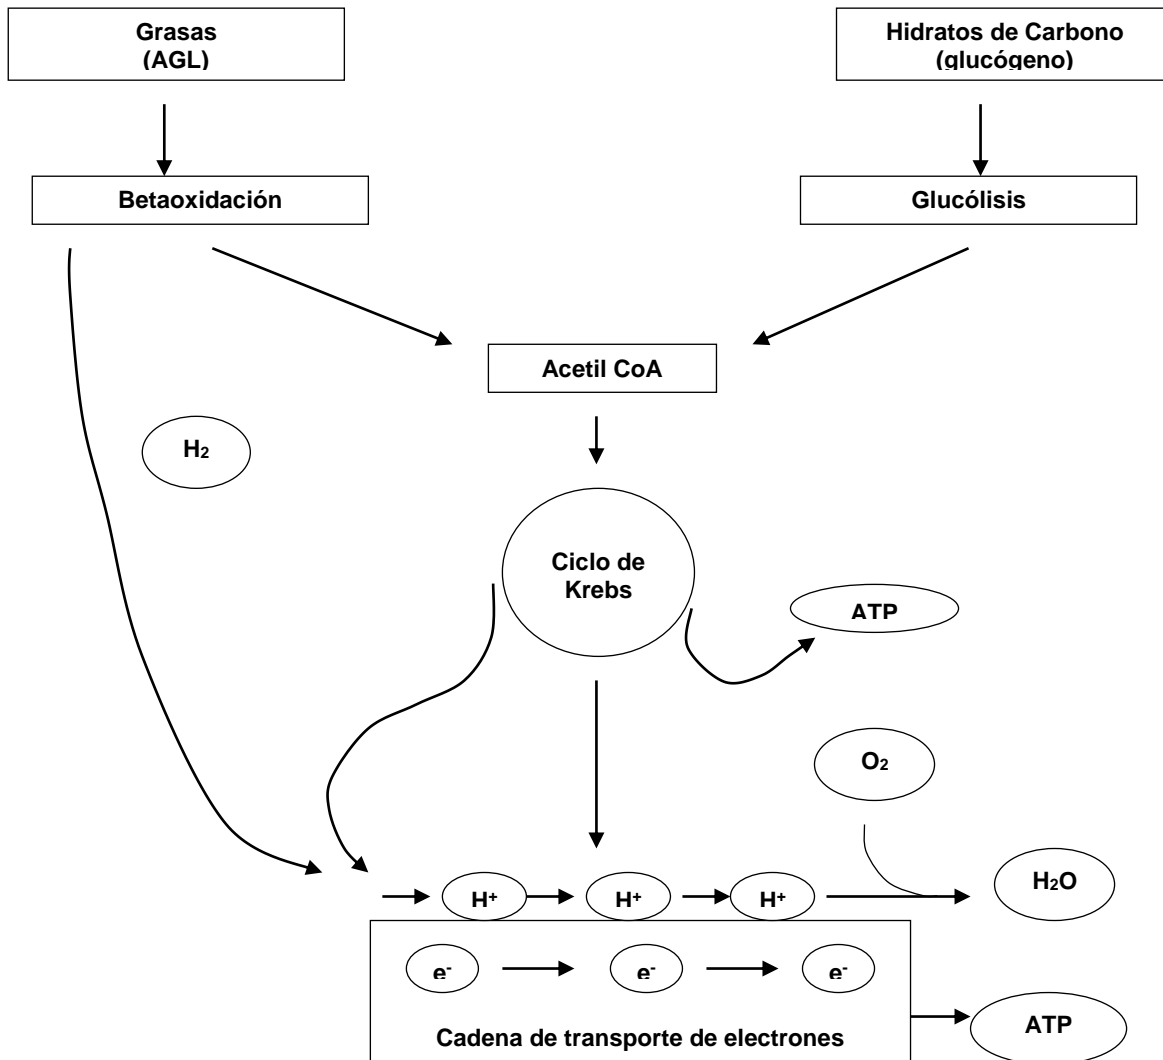 Grasas
(AGL)
Hidratos de Carbono
(glucógeno)
Betaoxidación
Glucólisis
Acetil CoA
H₂
Ciclo de
Krebs
ATP
O₂
H⁺
H⁺
H⁺
H₂O
e⁻
e⁻
e⁻
Cadena de transporte de electrones
ATP